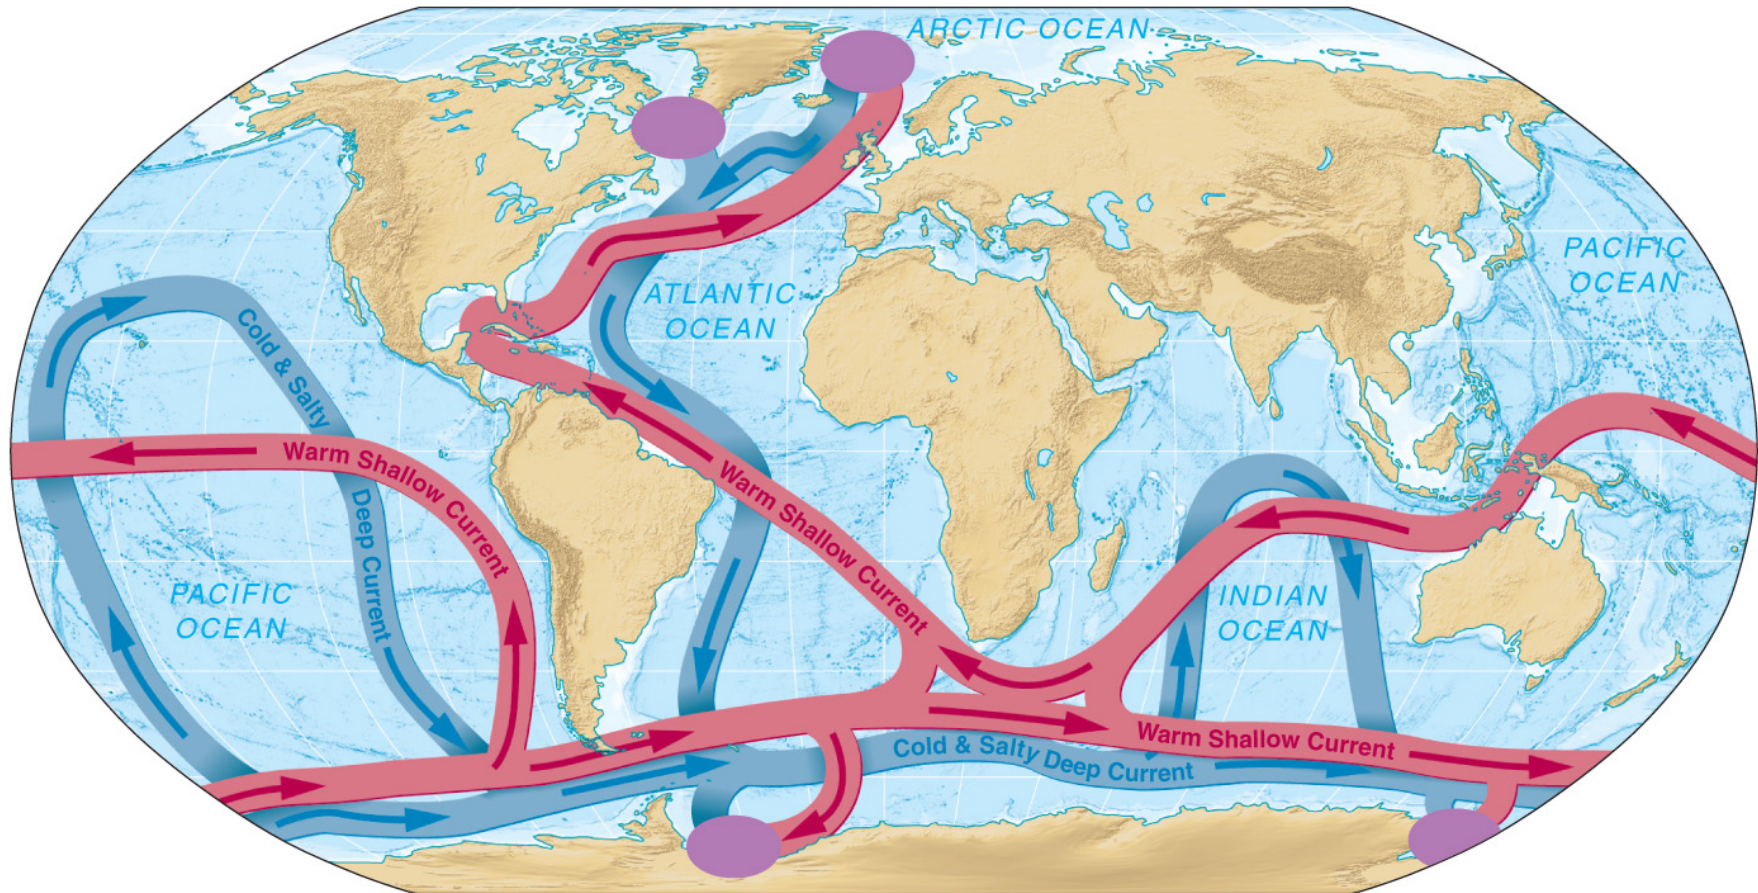 ARCTIC OCEAN
PACIFIC
OCEAN
ATLANTIC
OCEAN
Cold & Salty
Deep Current
Warm Shallow Current
Warm Shallow Current
PACIFIC
OCEAN
INDIAN
OCEAN
Warm Shallow Current
Cold & Salty Deep Current